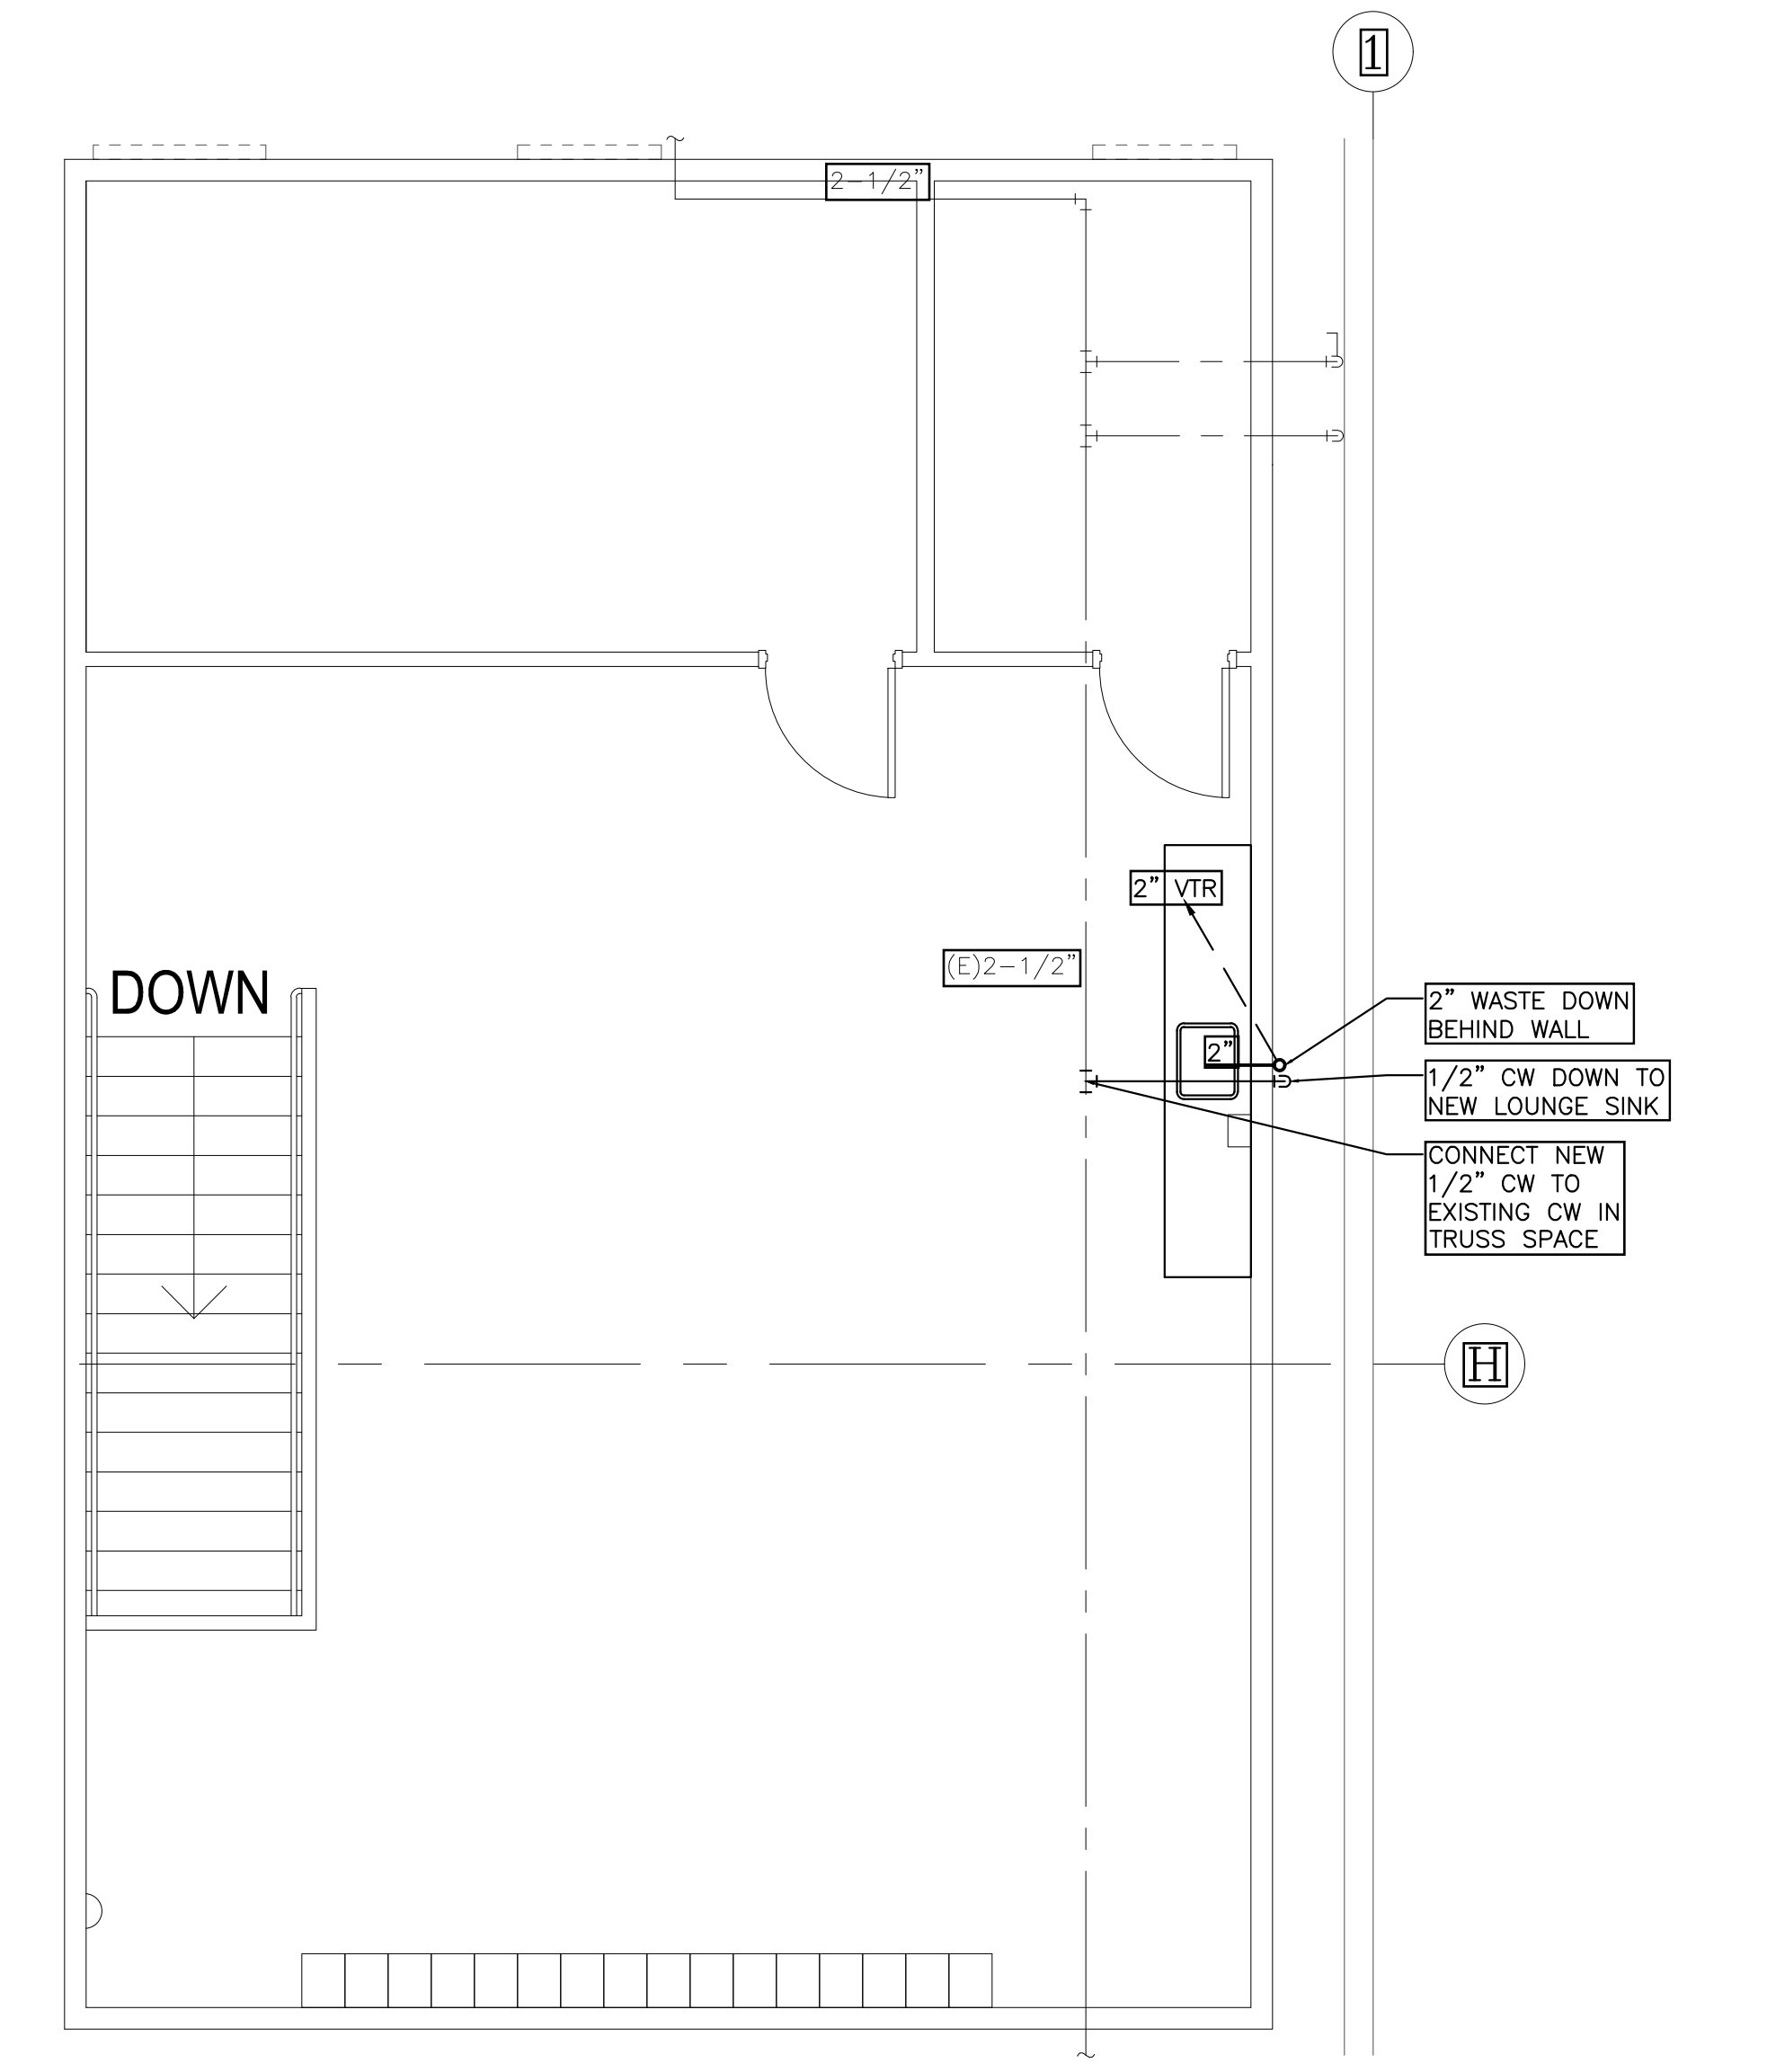 1
2-1/2"
2" VTR
(E)2-1/2"
DOWN
2" WASTE DOWN
BEHIND WALL
2"
1/2" CW DOWN TO
NEW LOUNGE SINK
CONNECT NEW
1/2" CW TO
EXISTING CW IN
TRUSS SPACE
H